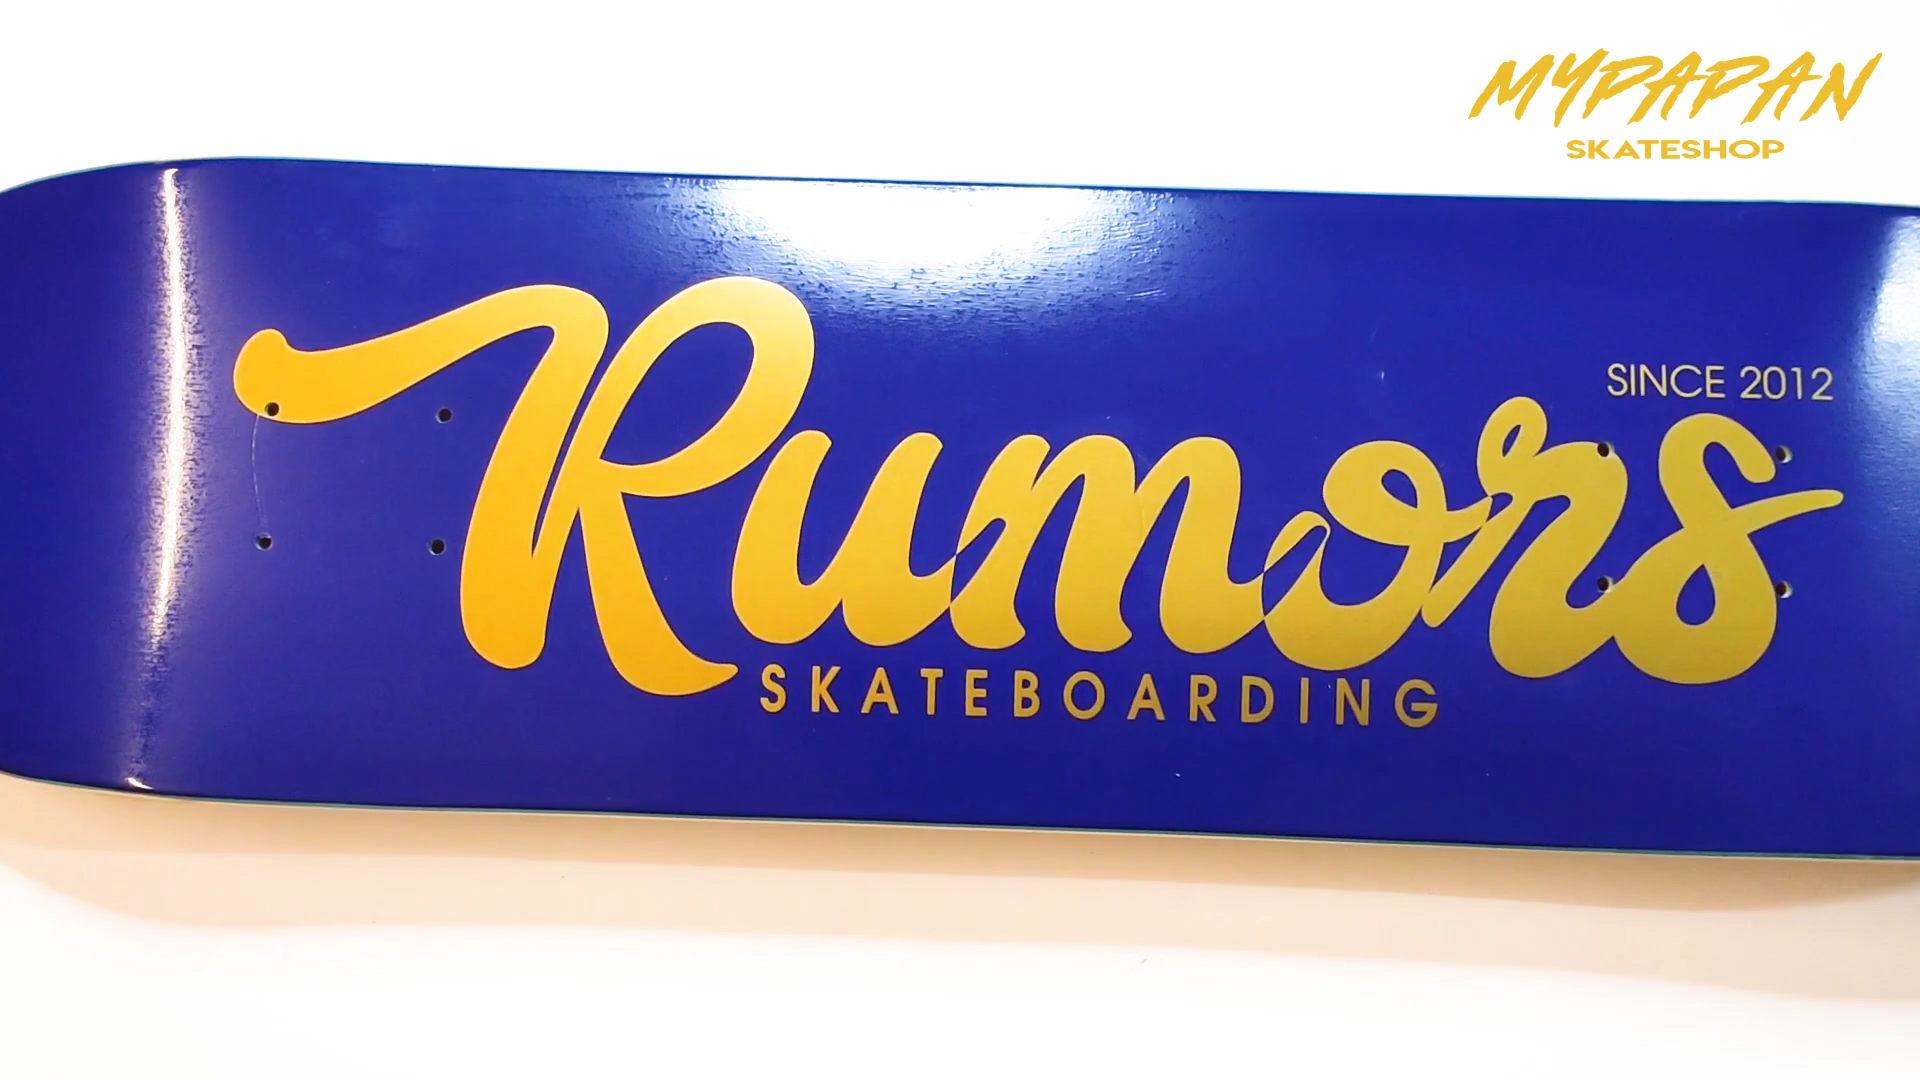 MYPAPAN
SKATESHOP
SINCE 2012
Rumors
SKATEBOARDING